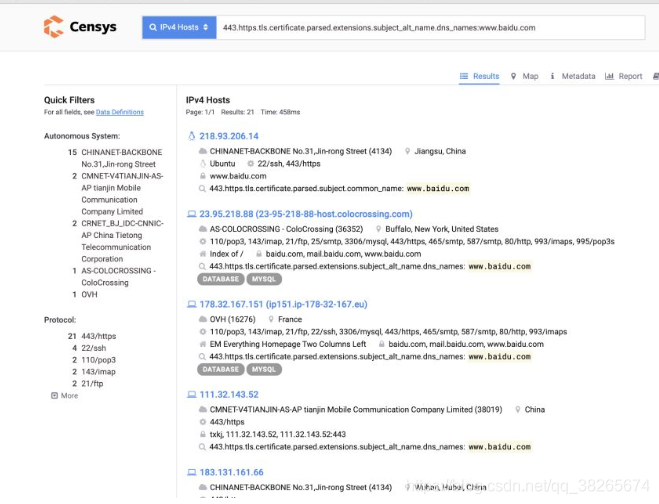 Censys
IPv4 Hosts
443.https.tls.certificate.parsed.extensions.subject_alt_name.dns_names:www.baidu.com
Results
Map
Metadata
Report
Quick Filters
For all fields, see Data Definitions
Autonomous System:
15 CHINANET-BACKBONE
No.31,Jin-rong Street
2 CMNET-V4TIANJIN-AS-
AP tianjin Mobile
Communication
Company Limited
2 CRNET_BJ_IDC-CNNIC-
AP China Tietong
Telecommunication
Corporation
1 AS-COLOCROSSING -
ColoCrossing
1 OVH
Protocol:
21 443/https
4 22/ssh
2 110/pop3
2 143/imap
2 21/ftp
More
IPv4 Hosts
Page: 1/1 Results: 21 Time: 458ms
218.93.206.14
CHINANET-BACKBONE No.31,Jin-rong Street (4134) Jiangsu, China
Ubuntu 22/ssh, 443/https
www.baidu.com
443.https.tls.certificate.parsed.subject.common_name: www.baidu.com
23.95.218.88 (23-95-218-88-host.colocrossing.com)
AS-COLOCROSSING - ColoCrossing (36352) Buffalo, New York, United States
110/pop3, 143/imap, 21/ftp, 25/smtp, 3306/mysql, 443/https, 465/smtp, 587/smtp, 80/http, 993/imaps, 995/pop3s
Index of / baidu.com, mail.baidu.com, www.baidu.com
443.https.tls.certificate.parsed.extensions.subject_alt_name.dns_names: www.baidu.com
DATABASE MYSQL
178.32.167.151 (ip151.ip-178-32-167.eu)
OVH (16276) France
110/pop3, 143/imap, 21/ftp, 22/ssh, 3306/mysql, 443/https, 465/smtp, 587/smtp, 80/http, 993/imaps
EM Everything Homepage Two Columns Left baidu.com, mail.baidu.com, www.baidu.com
443.https.tls.certificate.parsed.extensions.subject_alt_name.dns_names: www.baidu.com
DATABASE MYSQL
111.32.143.52
CMNET-V4TIANJIN-AS-AP tianjin Mobile Communication Company Limited (38019) China
443/https
txkj, 111.32.143.52, 111.32.143.52:443
443.https.tls.certificate.parsed.extensions.subject_alt_name.dns_names: www.baidu.com
183.131.161.66
CHINANET-BACKBONE No.31,Jin-rong Street (4134) Wuhan, Hubei, China
csdn.net/qq_38265674